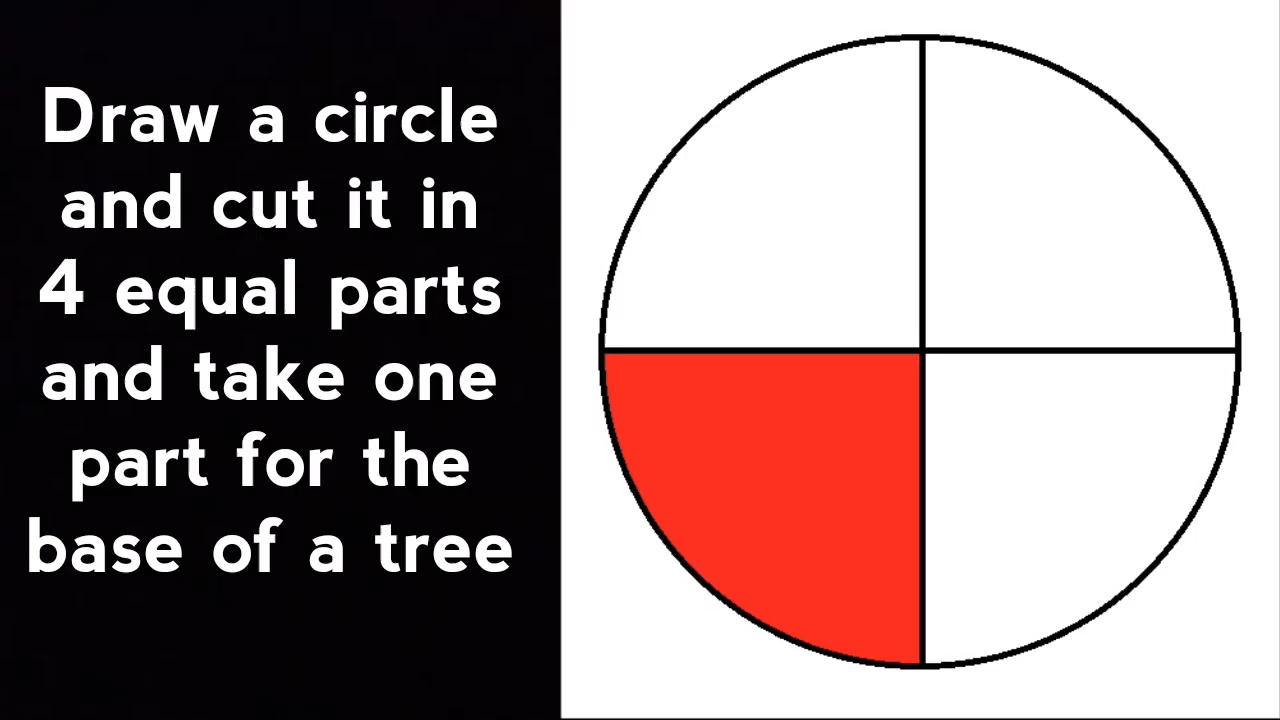 Draw a circle
and cut it in
4 equal parts
and take one
part for the
base of a tree